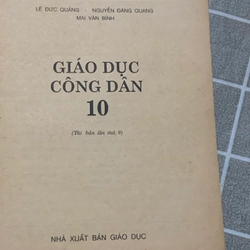 LÊ ĐỨC QUẢNG - NGUYỄN ĐĂNG QUANG
MAI VĂN BÍNH
GIÁO DỤC
CÔNG DÂN
10
(Tái bản lần thứ 9)
NHÀ XUẤT BẢN GIÁO DỤC